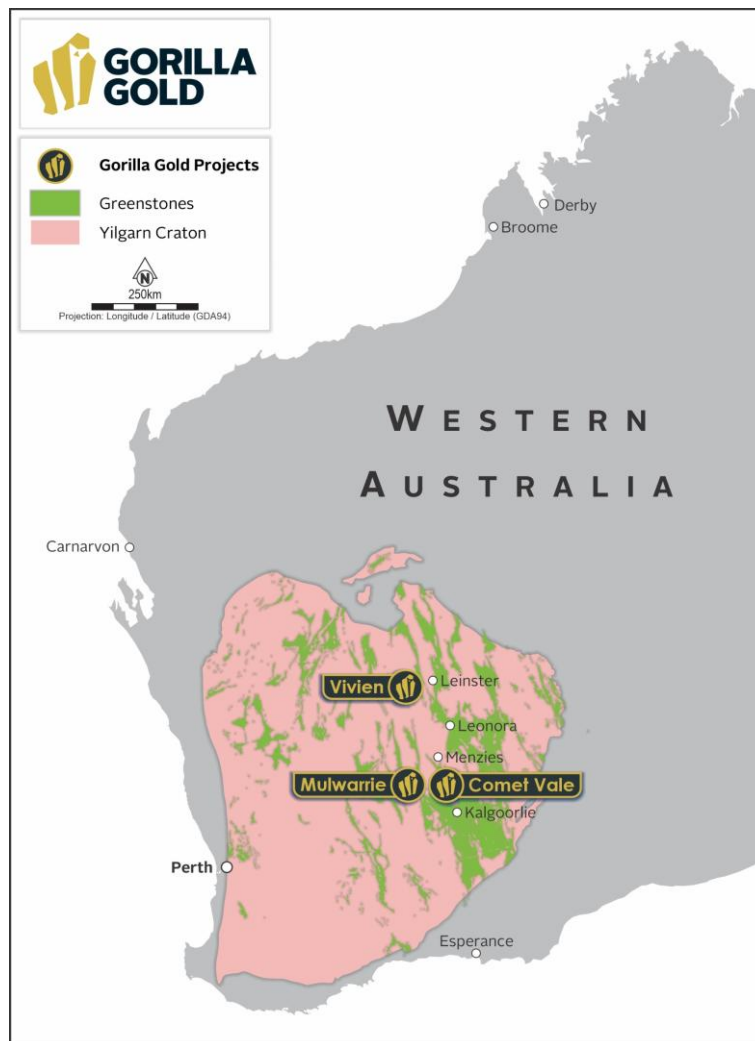 GORILLA
GOLD
Gorilla Gold Projects
Greenstones
Yilgarn Craton
N
250km
Projection: Longitude / Latitude (GDA94)
Derby
Broome
WESTERN
AUSTRALIA
Carnarvon
Vivien
Leinster
Leonora
Menzies
Mulwarrie
Comet Vale
Kalgoorlie
Perth
Esperance